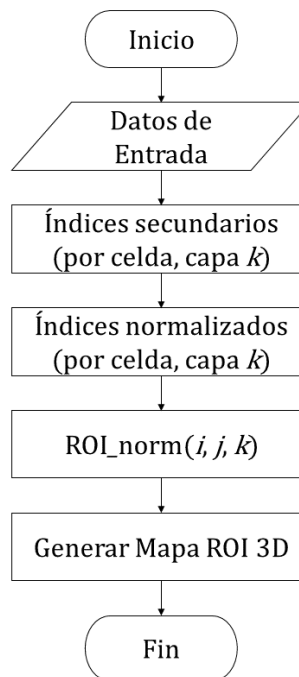 Inicio
Datos de
Entrada
Índices secundarios
(por celda, capa k)
Índices normalizados
(por celda, capa k)
ROI_norm(i, j, k)
Generar Mapa ROI 3D
Fin